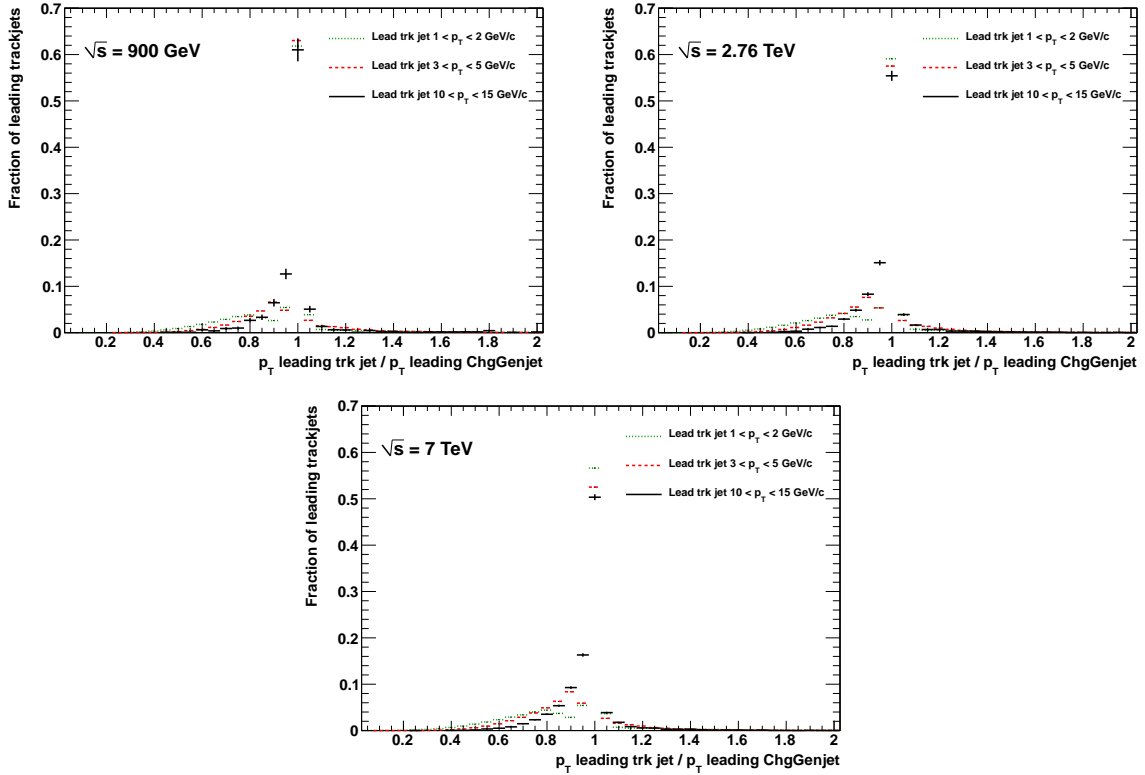 Fraction of leading trackjets
0.7
0.6
0.5
0.4
0.3
0.2
0.1
0
√s = 900 GeV
Lead trk jet 1 < p_T < 2 GeV/c
Lead trk jet 3 < p_T < 5 GeV/c
Lead trk jet 10 < p_T < 15 GeV/c
0.2 0.4 0.6 0.8 1 1.2 1.4 1.6 1.8 2
p_T leading trk jet / p_T leading ChgGenjet
Fraction of leading trackjets
0.7
0.6
0.5
0.4
0.3
0.2
0.1
0
√s = 2.76 TeV
Lead trk jet 1 < p_T < 2 GeV/c
Lead trk jet 3 < p_T < 5 GeV/c
Lead trk jet 10 < p_T < 15 GeV/c
0.2 0.4 0.6 0.8 1 1.2 1.4 1.6 1.8 2
p_T leading trk jet / p_T leading ChgGenjet
Fraction of leading trackjets
0.7
0.6
0.5
0.4
0.3
0.2
0.1
0
√s = 7 TeV
Lead trk jet 1 < p_T < 2 GeV/c
Lead trk jet 3 < p_T < 5 GeV/c
Lead trk jet 10 < p_T < 15 GeV/c
0.2 0.4 0.6 0.8 1 1.2 1.4 1.6 1.8 2
p_T leading trk jet / p_T leading ChgGenjet